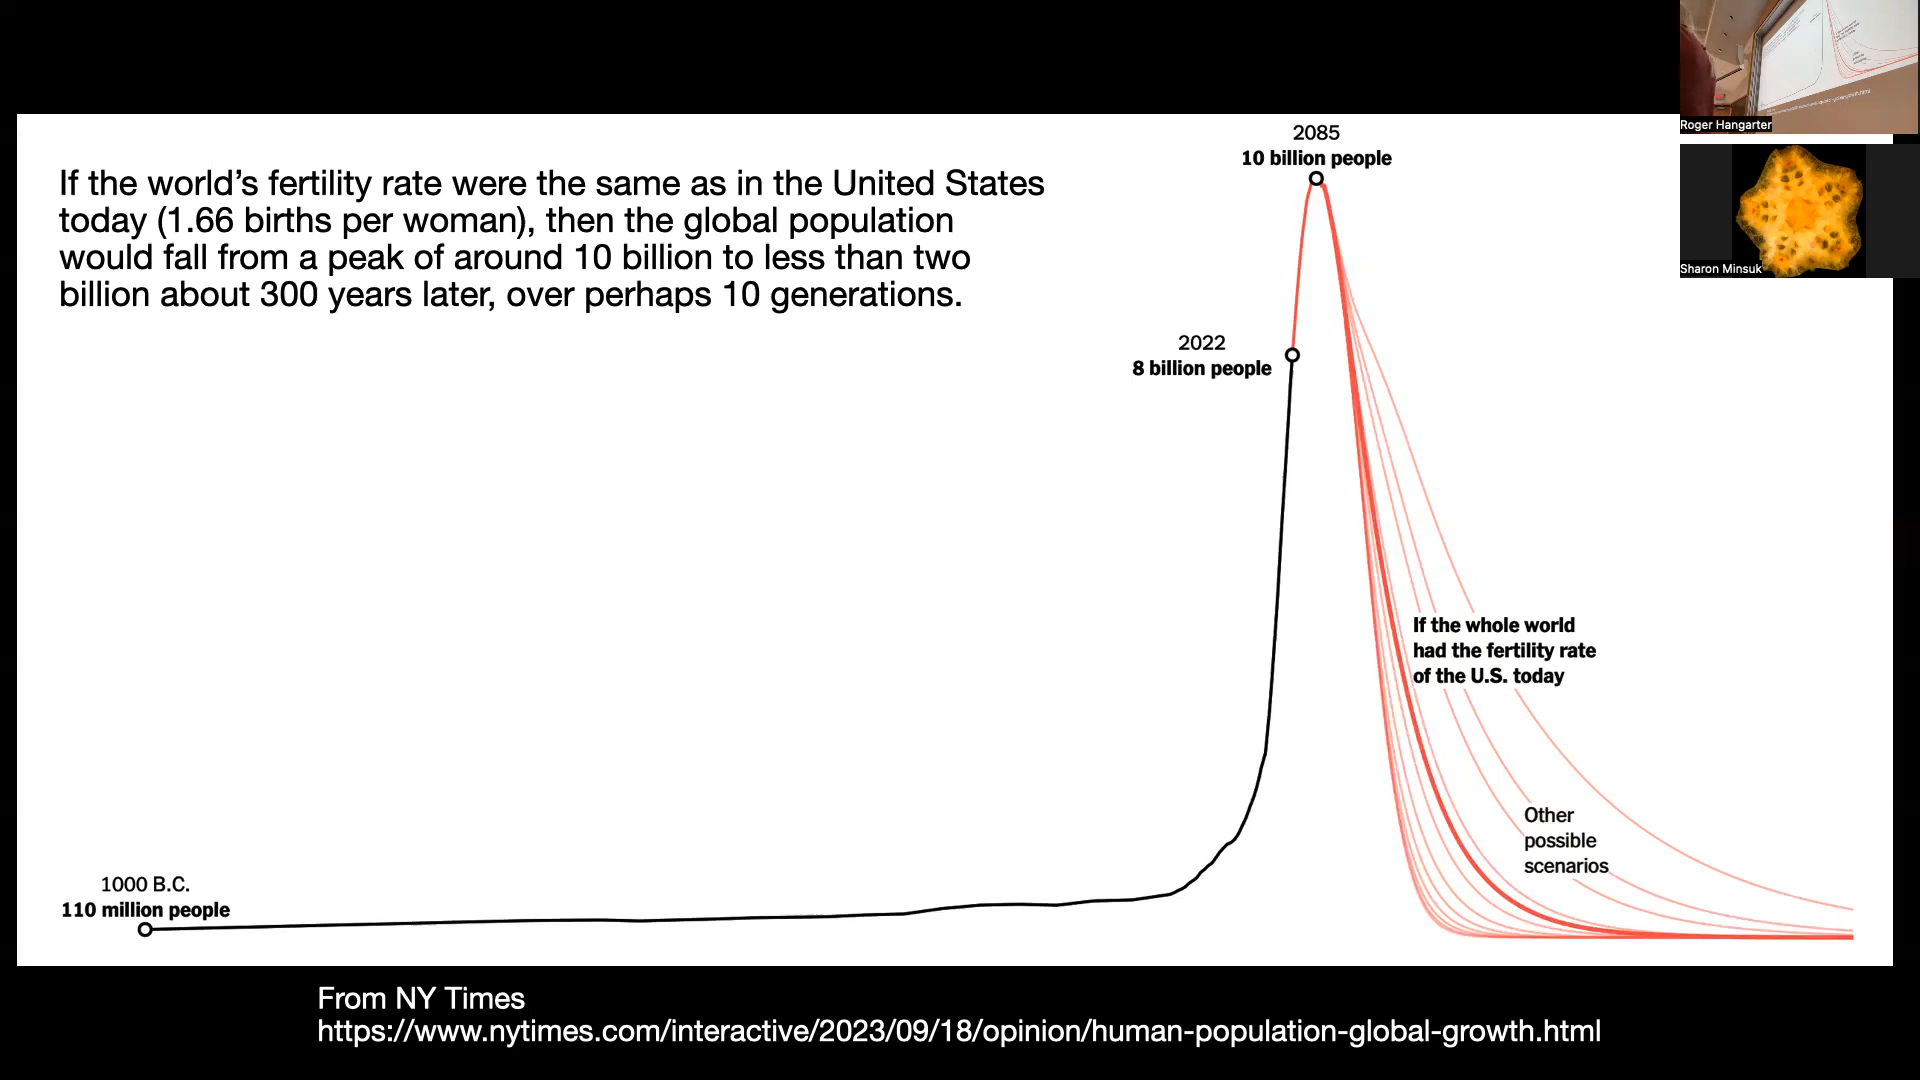 If the world’s fertility rate were the same as in the United States
today (1.66 births per woman), then the global population
would fall from a peak of around 10 billion to less than two
billion about 300 years later, over perhaps 10 generations.
2085
10 billion people
2022
8 billion people
If the whole world
had the fertility rate
of the U.S. today
Other
possible
scenarios
1000 B.C.
110 million people
From NY Times
https://www.nytimes.com/interactive/2023/09/18/opinion/human-population-global-growth.html
Roger Hangarter
Sharon Minsuk